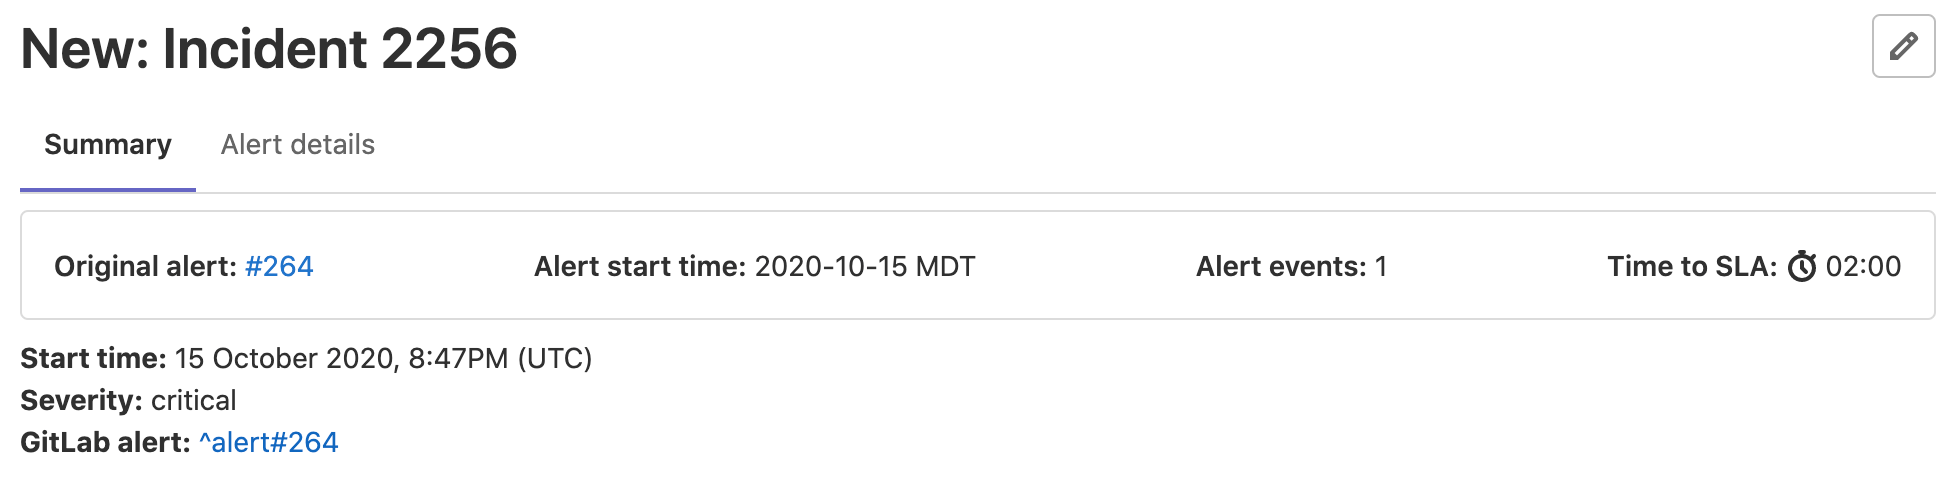 New: Incident 2256
Summary Alert details
Original alert: #264 Alert start time: 2020-10-15 MDT Alert events: 1 Time to SLA: 02:00
Start time: 15 October 2020, 8:47PM (UTC)
Severity: critical
GitLab alert: ^alert#264